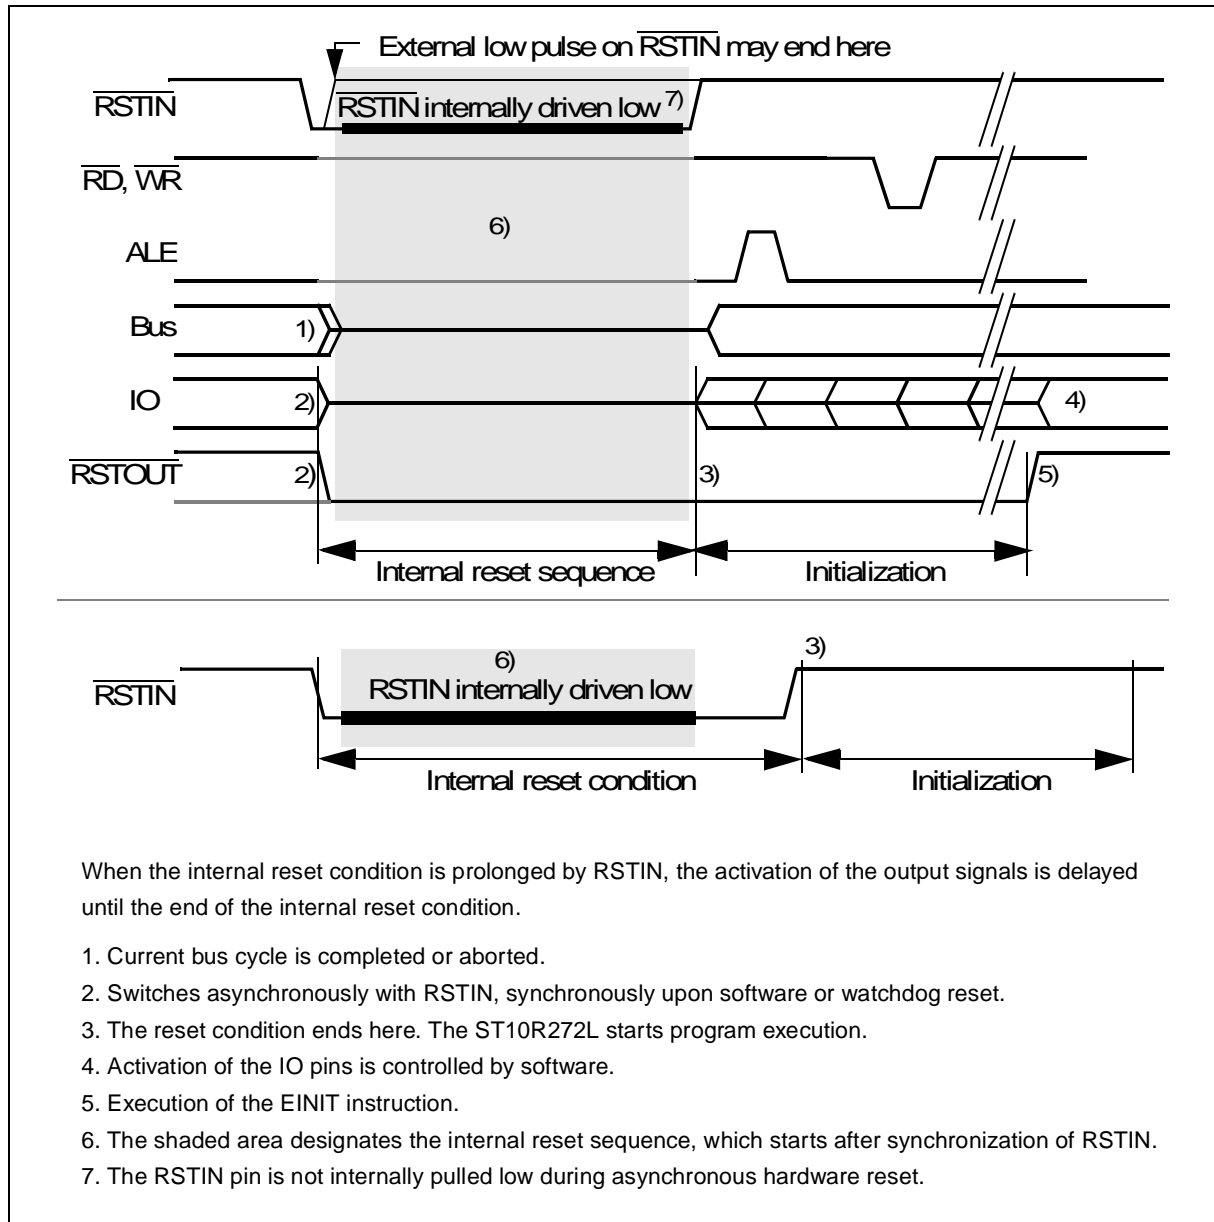 External low pulse on RSTIN may end here
RSTIN
RSTIN internally driven low 7)
RD, WR
6)
ALE
Bus
1)
IO
2)
4)
RSTOUT
2)
3)
5)
Internal reset sequence
Initialization
3)
6)
RSTIN
RSTIN internally driven low
Internal reset condition
Initialization
When the internal reset condition is prolonged by RSTIN, the activation of the output signals is delayed
until the end of the internal reset condition.
1. Current bus cycle is completed or aborted.
2. Switches asynchronously with RSTIN, synchronously upon software or watchdog reset.
3. The reset condition ends here. The ST10R272L starts program execution.
4. Activation of the IO pins is controlled by software.
5. Execution of the EINIT instruction.
6. The shaded area designates the internal reset sequence, which starts after synchronization of RSTIN.
7. The RSTIN pin is not internally pulled low during asynchronous hardware reset.